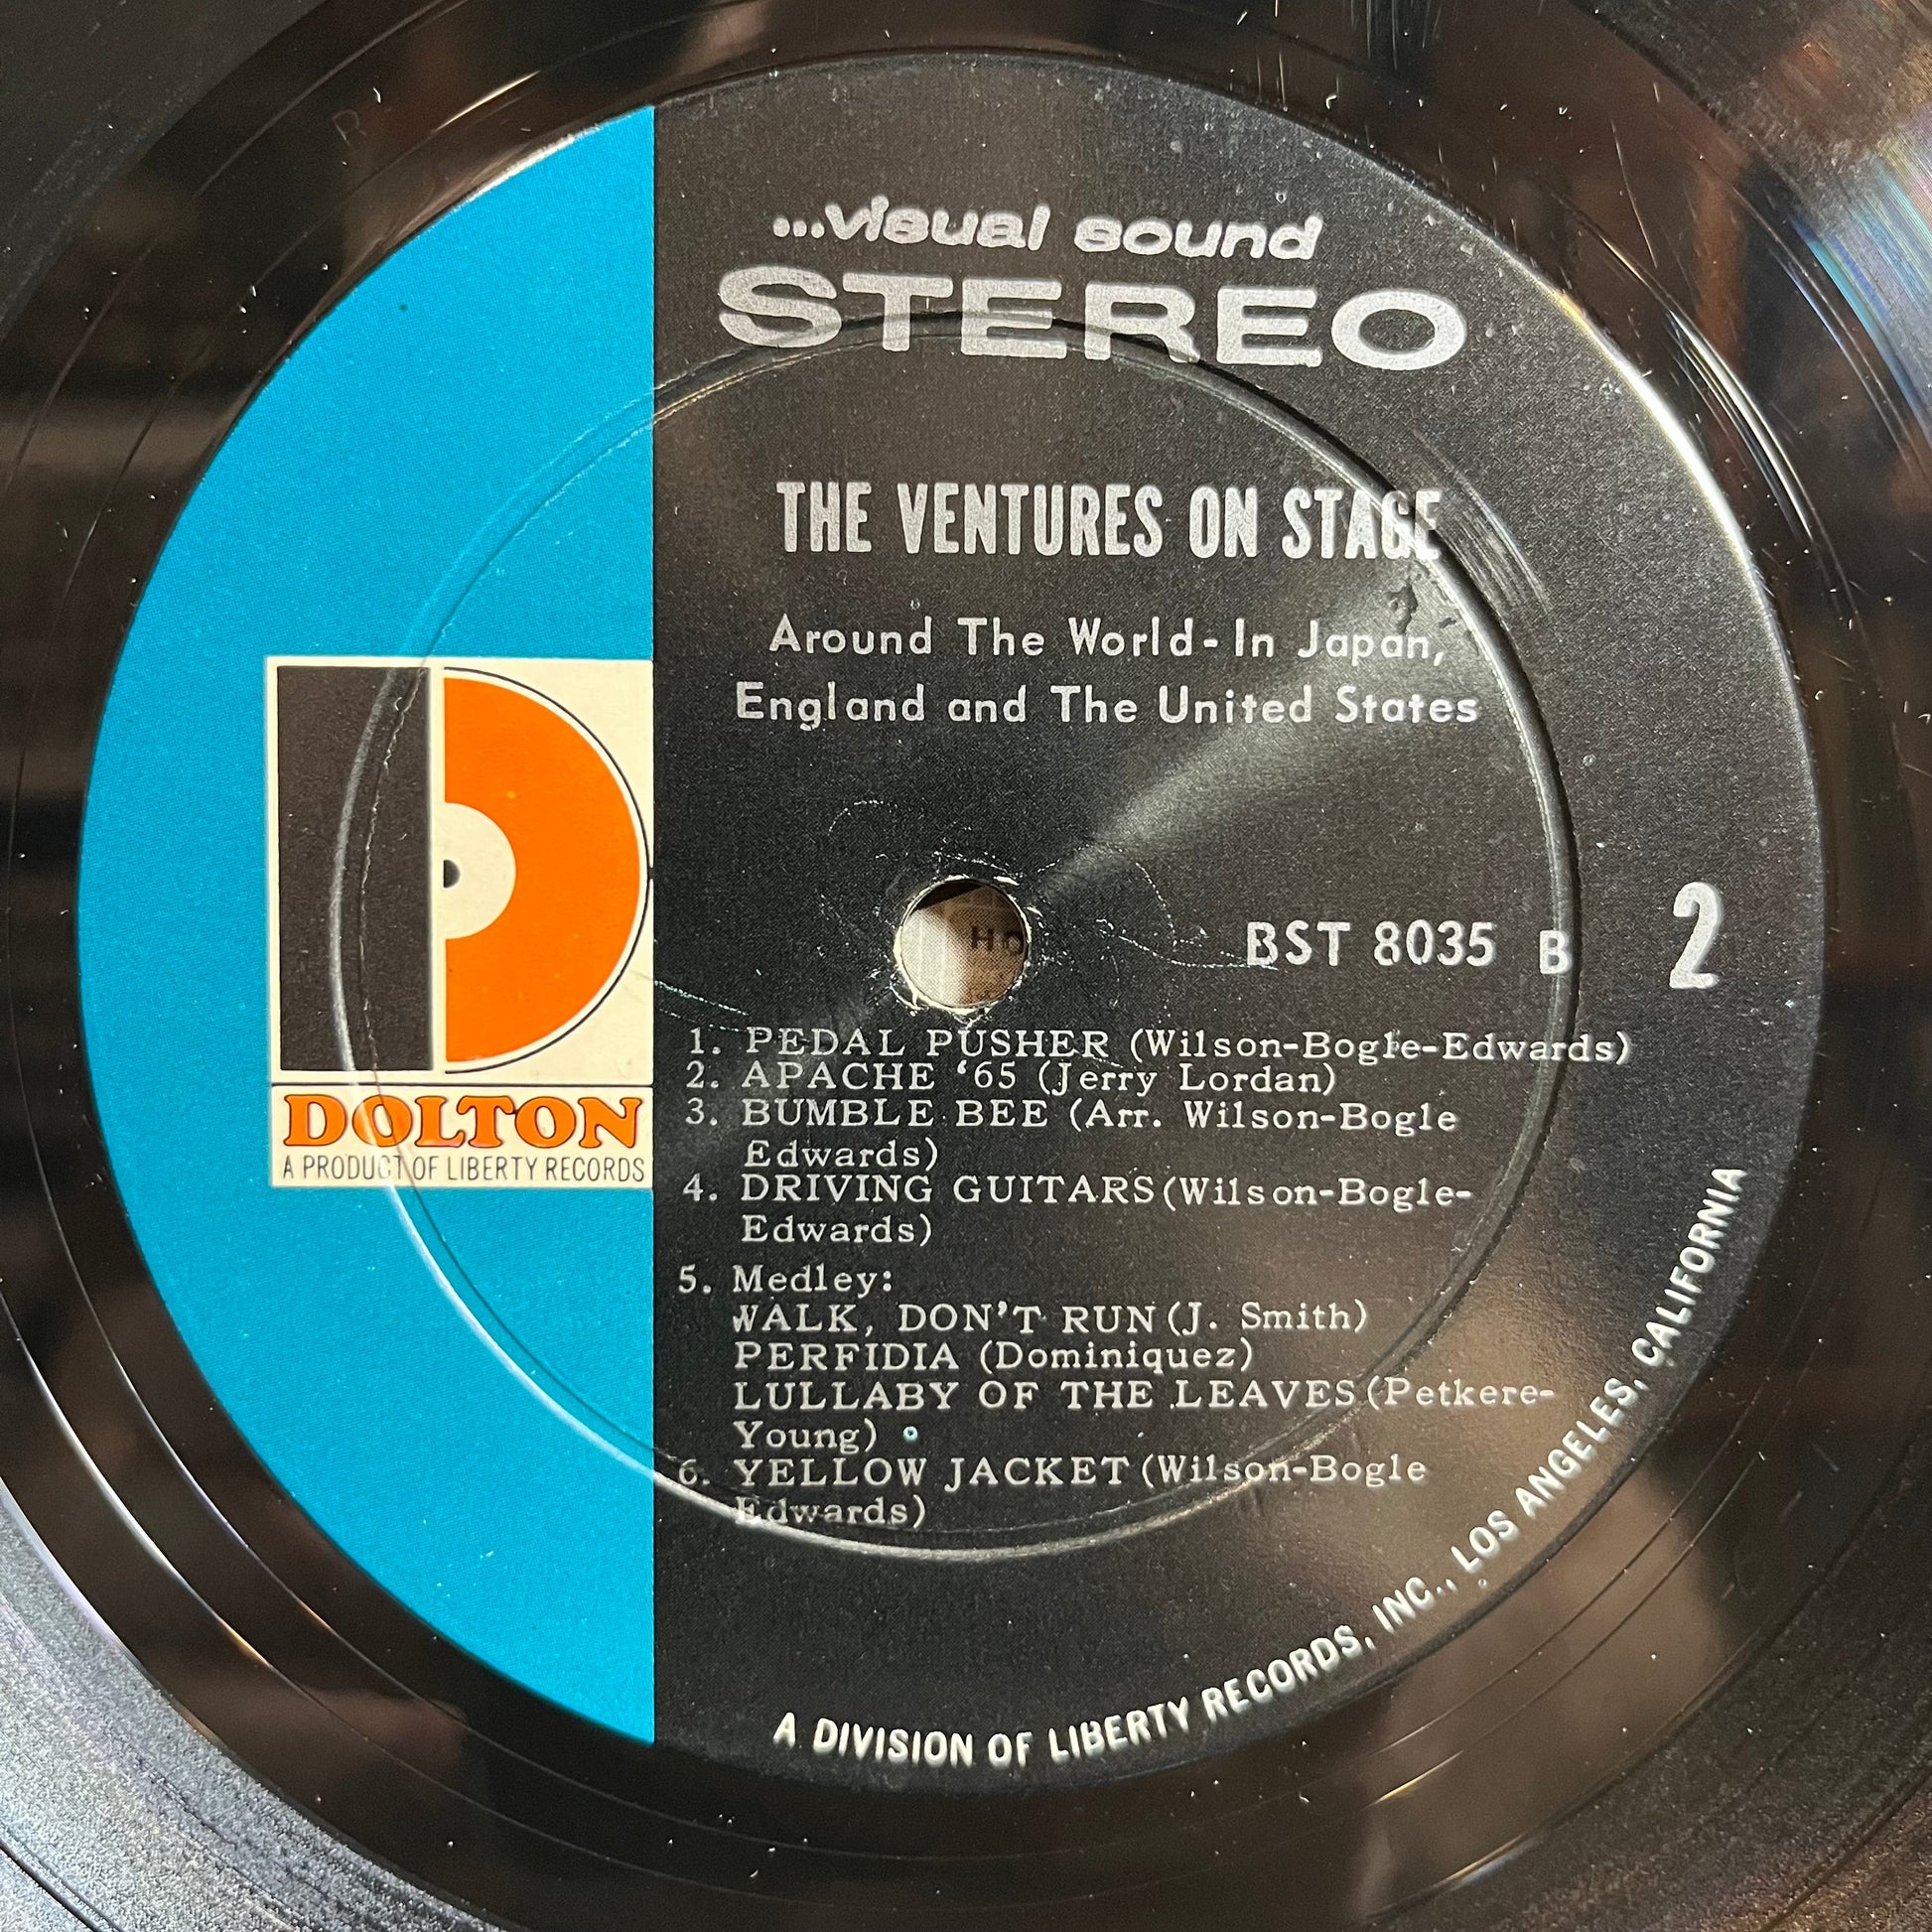 ...visual sound
STEREO
THE VENTURES ON STAGE
Around The World-In Japan,
England and The United States
BST 8035 B
2
HO
1. PEDAL PUSHER (Wilson-Bogle-Edwards)
2. APACHE ‘65 (Jerry Lordan)
3. BUMBLE BEE (Arr. Wilson-Bogle
Edwards)
4. DRIVING GUITARS(Wilson-Bogle-
Edwards)
5. Medley:
WALK, DON'T RUN(J. Smith)
PERFIDIA (Dominiquez)
LULLABY OF THE LEAVES(Petkere-
Young)
6. YELLOW JACKET(Wilson-Bogle
Edwards)
DOLTON
A PRODUCT OF LIBERTY RECORDS
A DIVISION OF LIBERTY RECORDS, INC., LOS ANGELES, CALIFORNIA